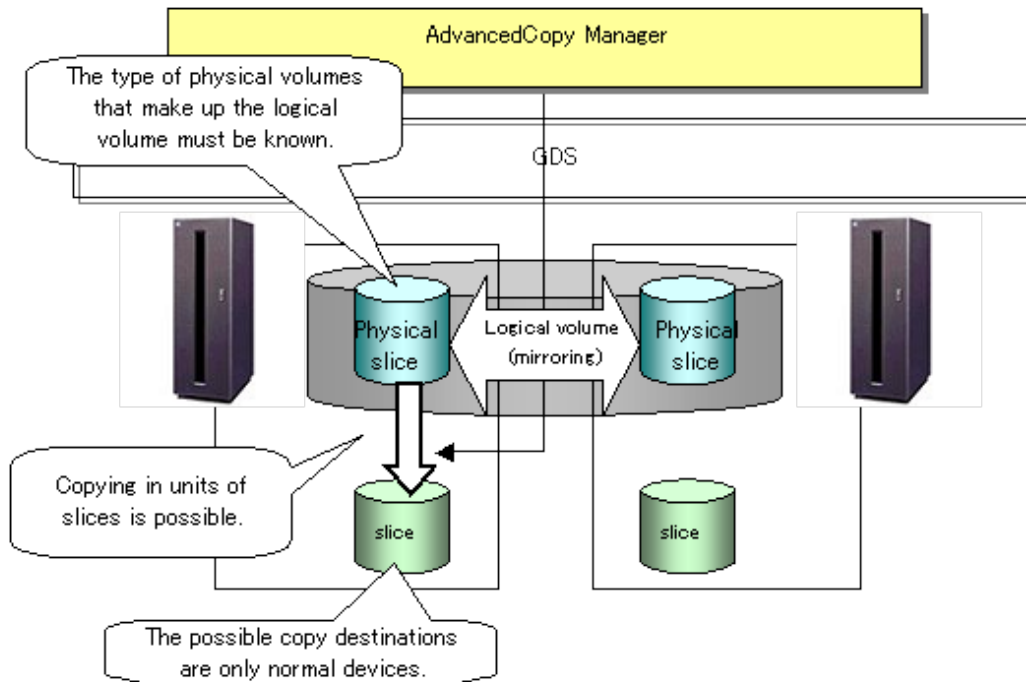 AdvancedCopy Manager
The type of physical volumes
that make up the logical
volume must be known.
GDS
Physical
slice
Logical volume
(mirroring)
Physical
slice
Copying in units of
slices is possible.
slice
slice
The possible copy destinations
are only normal devices.